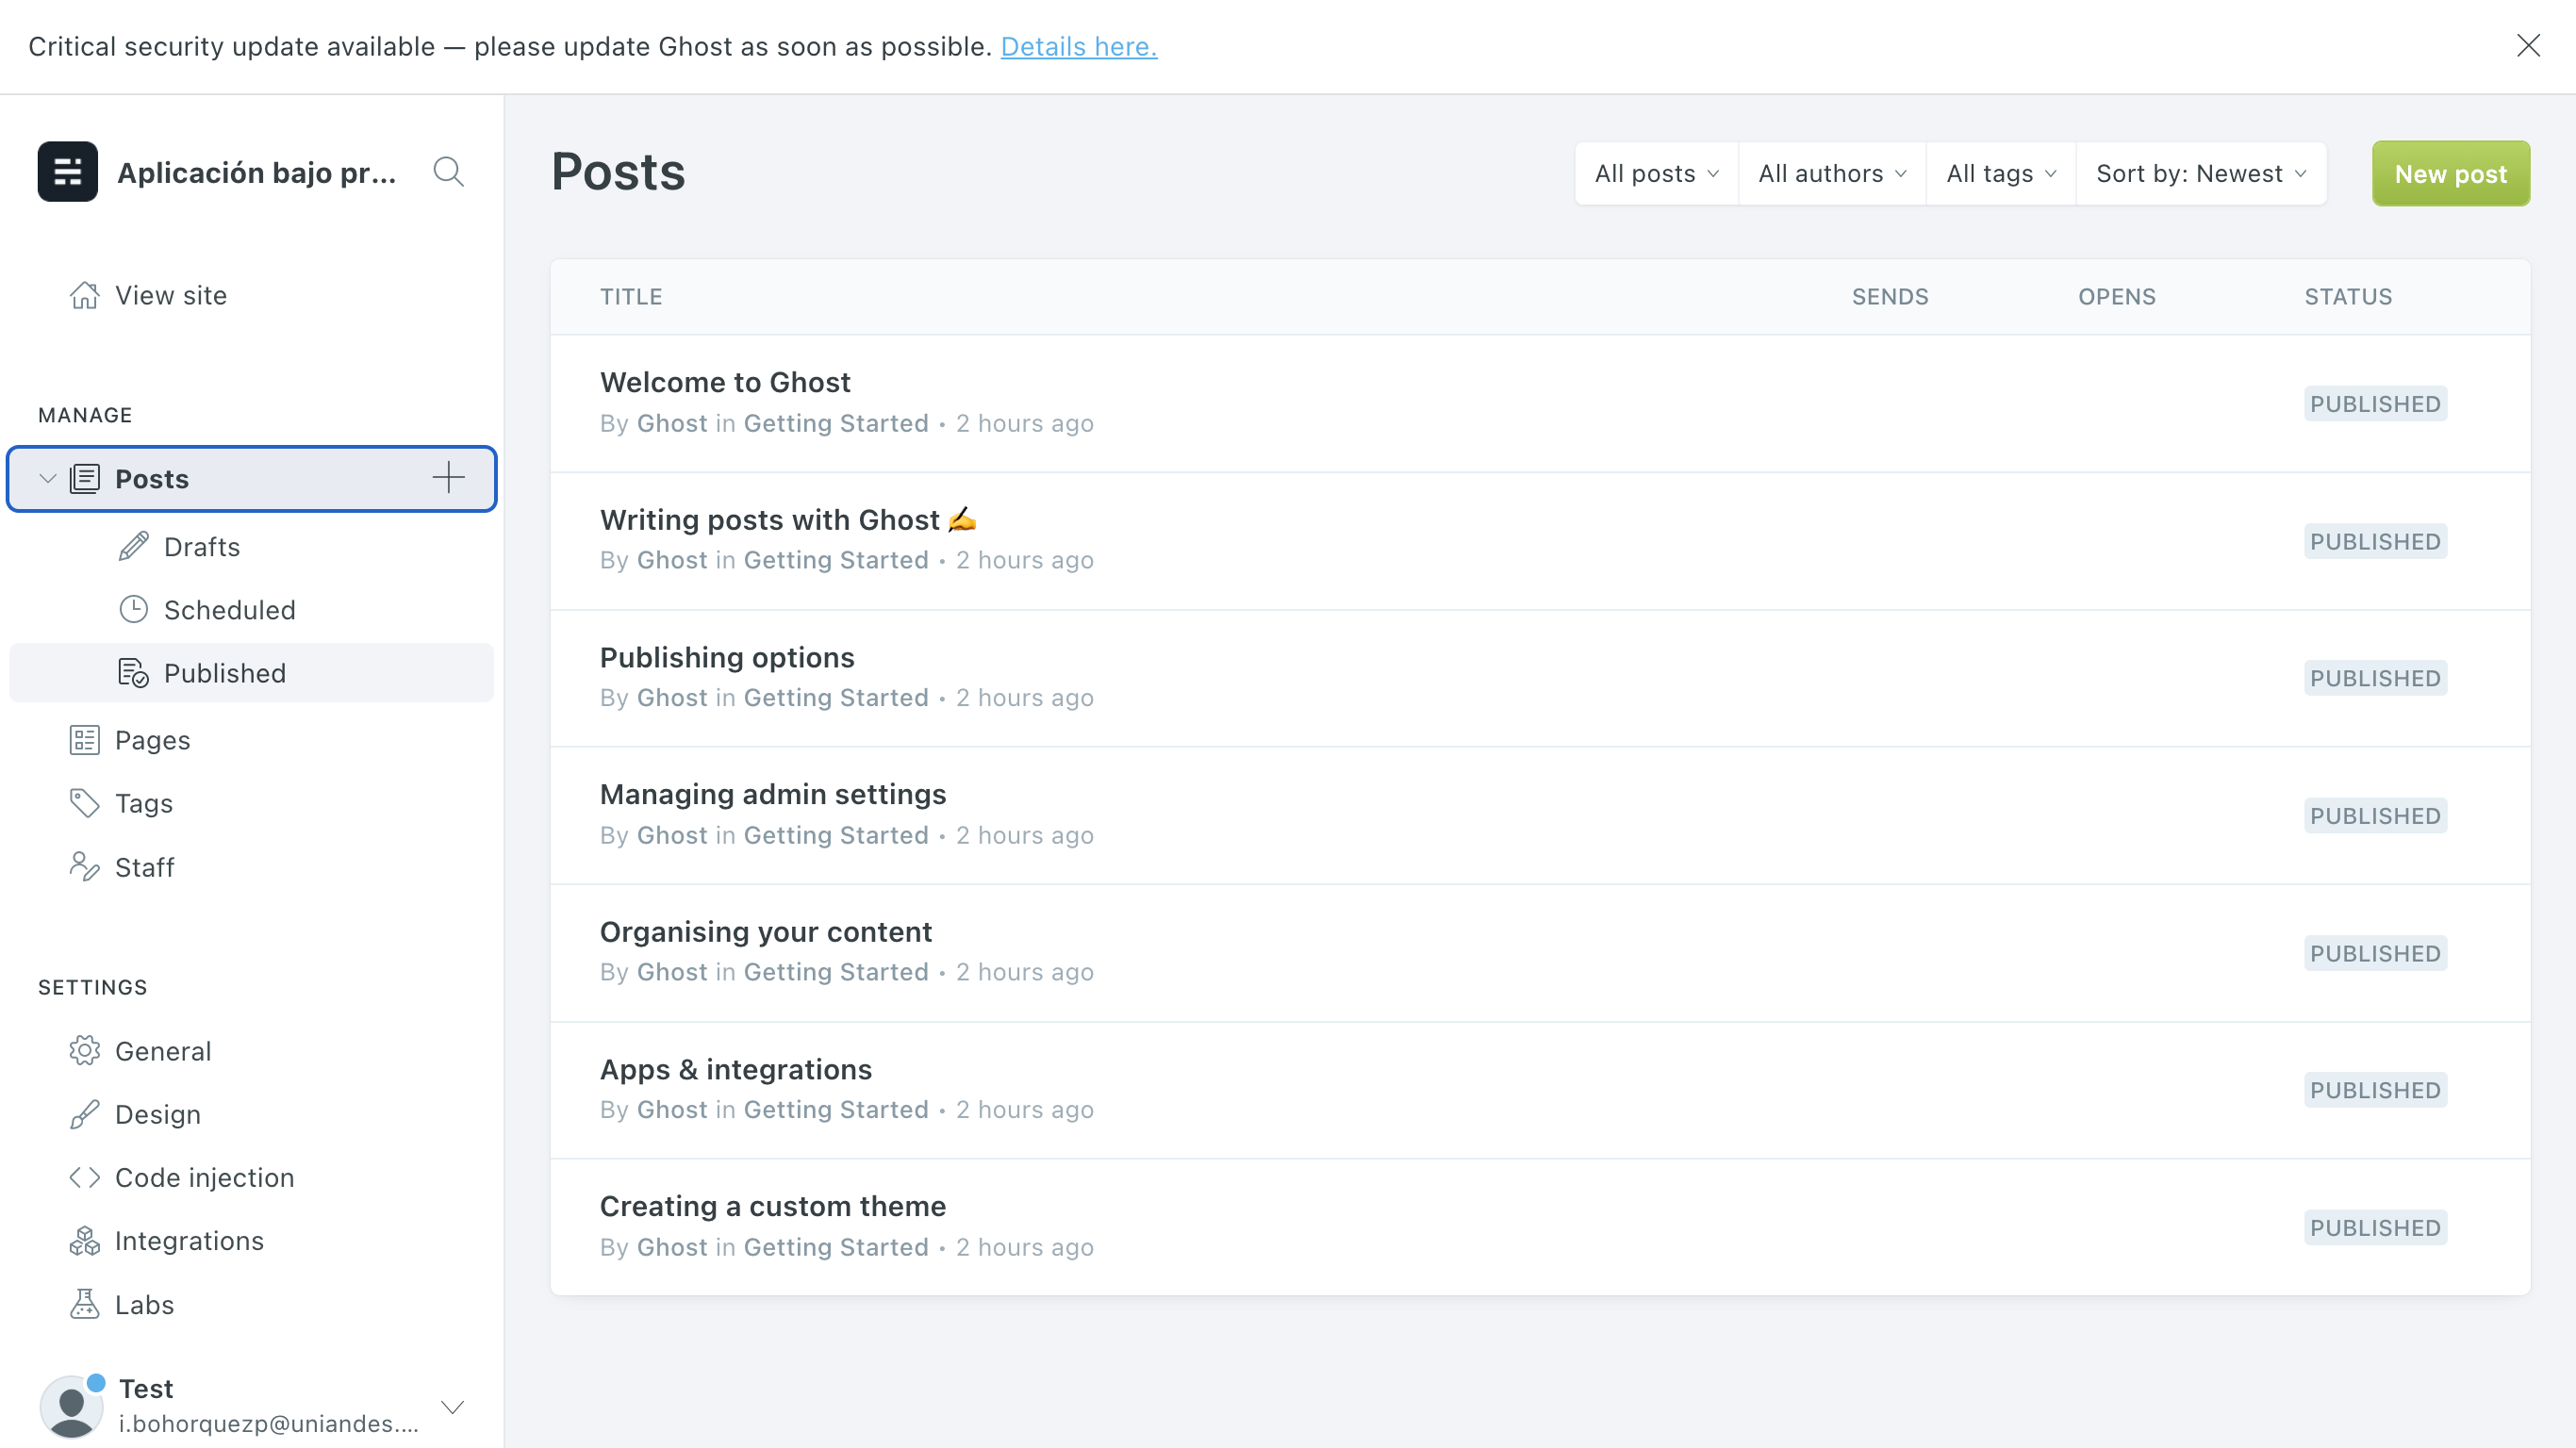 Critical security update available — please update Ghost as soon as possible. Details here.
Aplicación bajo pr...
View site
MANAGE
Posts
Drafts
Scheduled
Published
Pages
Tags
Staff
SETTINGS
General
Design
Code injection
Integrations
Labs
Test
i.bohorquezp@uniandes....
Posts
All posts
All authors
All tags
Sort by: Newest
New post
TITLE SENDS OPENS STATUS
Welcome to Ghost
By Ghost in Getting Started • 2 hours ago
PUBLISHED
Writing posts with Ghost ✍️
By Ghost in Getting Started • 2 hours ago
PUBLISHED
Publishing options
By Ghost in Getting Started • 2 hours ago
PUBLISHED
Managing admin settings
By Ghost in Getting Started • 2 hours ago
PUBLISHED
Organising your content
By Ghost in Getting Started • 2 hours ago
PUBLISHED
Apps & integrations
By Ghost in Getting Started • 2 hours ago
PUBLISHED
Creating a custom theme
By Ghost in Getting Started • 2 hours ago
PUBLISHED